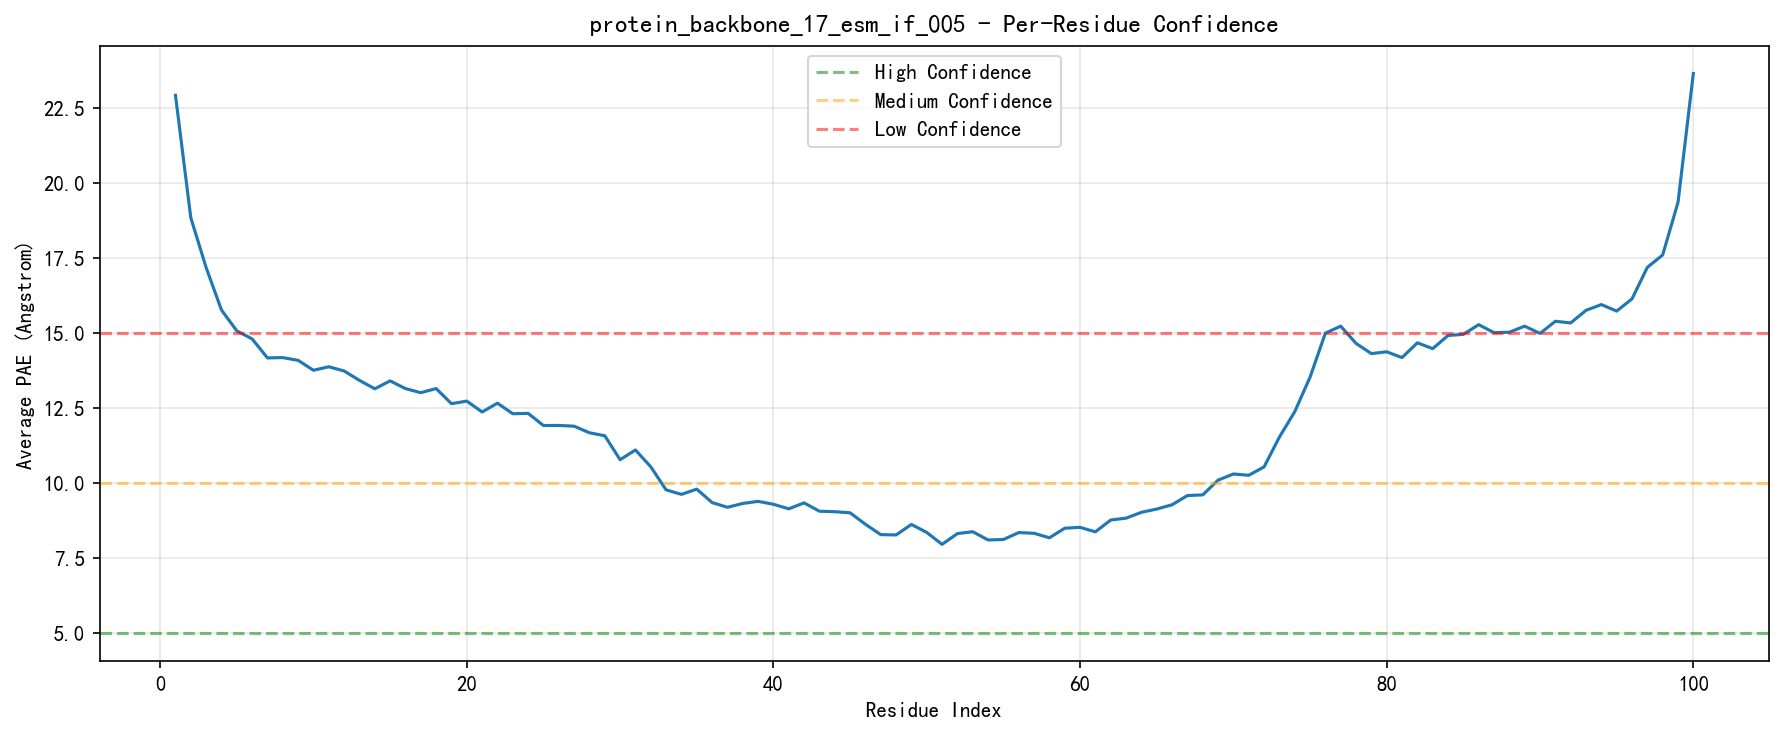 protein_backbone_17_esm_if_005 - Per-Residue Confidence
High Confidence
Medium Confidence
Low Confidence
Average PAE (Angstrom)
22.5
20.0
17.5
15.0
12.5
10.0
7.5
5.0
0 20 40 60 80 100
Residue Index